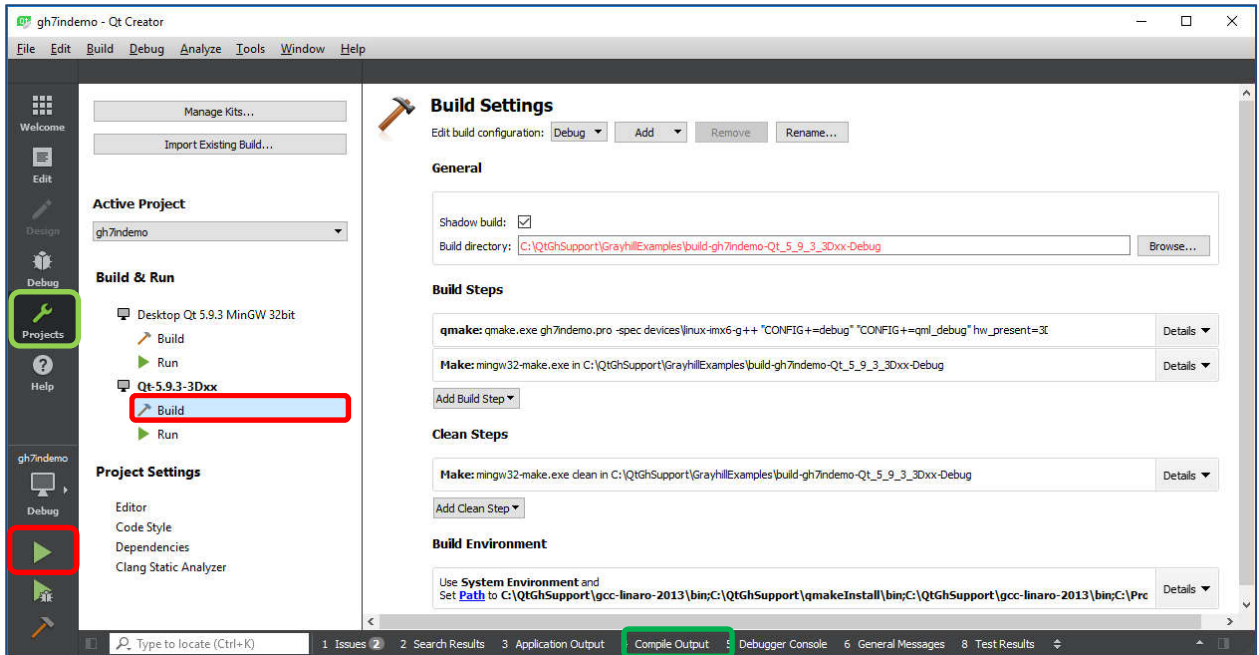 gh7indemo - Qt Creator
File Edit Build Debug Analyze Tools Window Help
Welcome
Edit
Design
Debug
Projects
Help
gh7indemo
Debug
Manage Kits...
Import Existing Build...
Active Project
gh7indemo
Build & Run
Desktop Qt 5.9.3 MinGW 32bit
Build
Run
Qt-5.9.3-3Dxx
Build
Run
Project Settings
Editor
Code Style
Dependencies
Clang Static Analyzer
Build Settings
Edit build configuration: Debug Add Remove Rename...
General
Shadow build:
Build directory: C:\QtGhSupport\GrayhillExamples\build-gh7indemo-Qt_5_9_3_3Dxx-Debug Browse...
Build Steps
qmake: qmake.exe gh7indemo.pro -spec devices\linux-imx6-g++ "CONFIG+=debug" "CONFIG+=qml_debug" hw_present=3D Details
Make: mingw32-make.exe in C:\QtGhSupport\GrayhillExamples\build-gh7indemo-Qt_5_9_3_3Dxx-Debug Details
Add Build Step
Clean Steps
Make: mingw32-make.exe clean in C:\QtGhSupport\GrayhillExamples\build-gh7indemo-Qt_5_9_3_3Dxx-Debug Details
Add Clean Step
Build Environment
Use System Environment and
Set Path to C:\QtGhSupport\gcc-linaro-2013\bin;C:\QtGhSupport\qmakeInstall\bin;C:\QtGhSupport\gcc-linaro-2013\bin;C:\Pro Details
Type to locate (Ctrl+K) 1 Issues 2 2 Search Results 3 Application Output Compile Output 5 Debugger Console 6 General Messages 8 Test Results